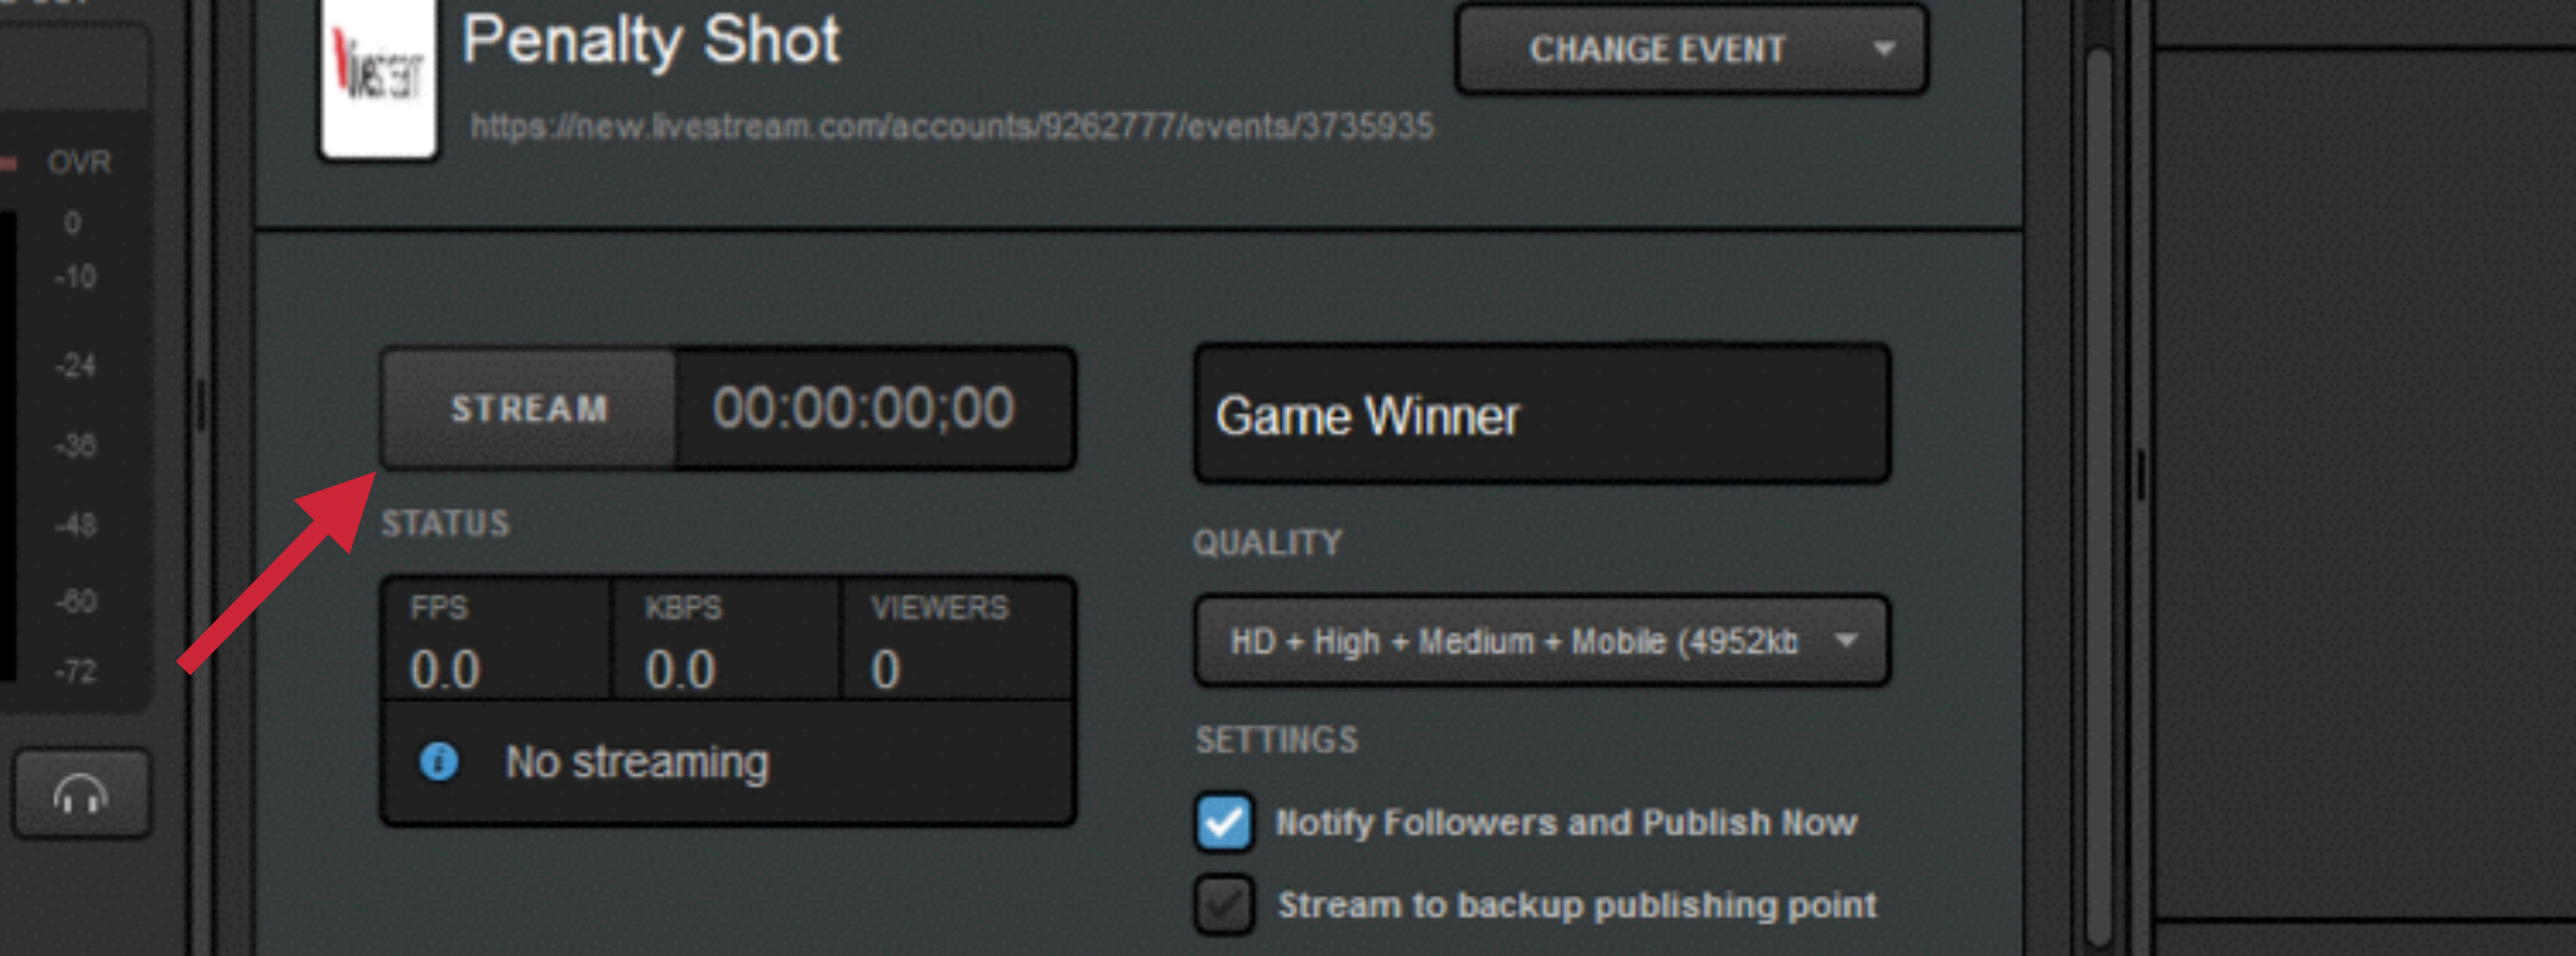 Penalty Shot
CHANGE EVENT
https://new.livestream.com/accounts/9262777/events/3735935
OVR
0
-10
-24
-36
-48
-60
-72
STREAM
00:00:00;00
Game Winner
STATUS
FPS
KBPS
VIEWERS
0.0
0.0
0
No streaming
QUALITY
HD + High + Medium + Mobile (4952kb
SETTINGS
Notify Followers and Publish Now
Stream to backup publishing point